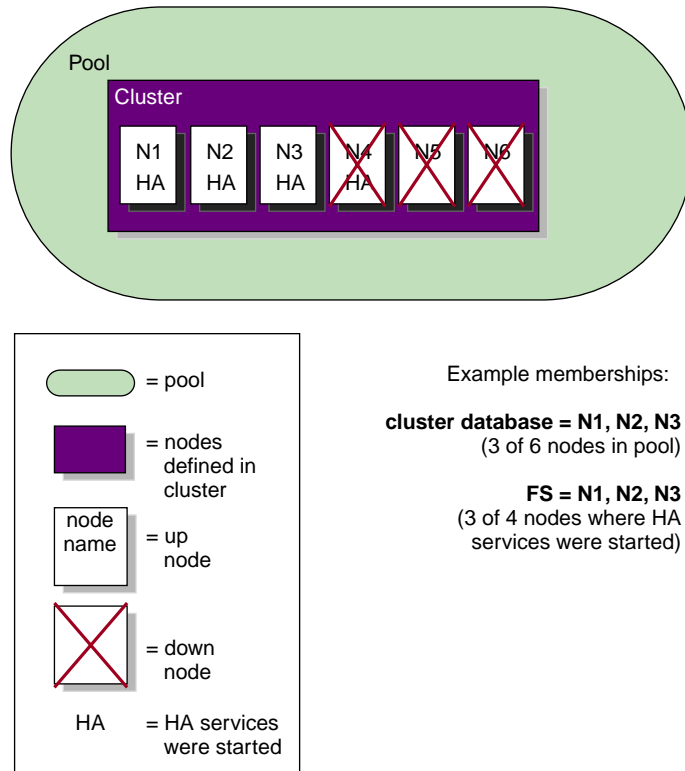 Pool
Cluster
N1 N2 N3 N4 N5 N6
HA HA HA HA
= pool
= nodes
defined in
cluster
node
name
= up
node
= down
node
HA = HA services
were started
Example memberships:
cluster database = N1, N2, N3
(3 of 6 nodes in pool)
FS = N1, N2, N3
(3 of 4 nodes where HA
services were started)